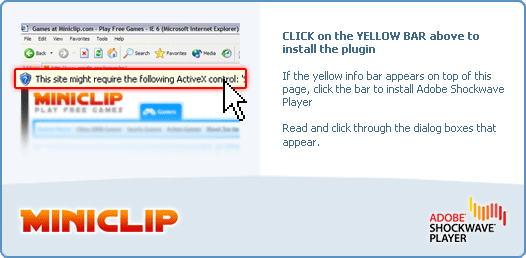 Games at Miniclip.com - Play Free Games - IE 6 (Microsoft Internet Explorer)
File Edit View Favorites Tools Help
Back Search Favorites Media
This site might require the following ActiveX control: 'S
MINICLIP
PLAY FREE GAMES
Games
CLICK on the YELLOW BAR above to
install the plugin
If the yellow info bar appears on top of this
page, click the bar to install Adobe Shockwave
Player
Read and click through the dialog boxes that
appear.
MINICLIP
ADOBE
SHOCKWAVE
PLAYER